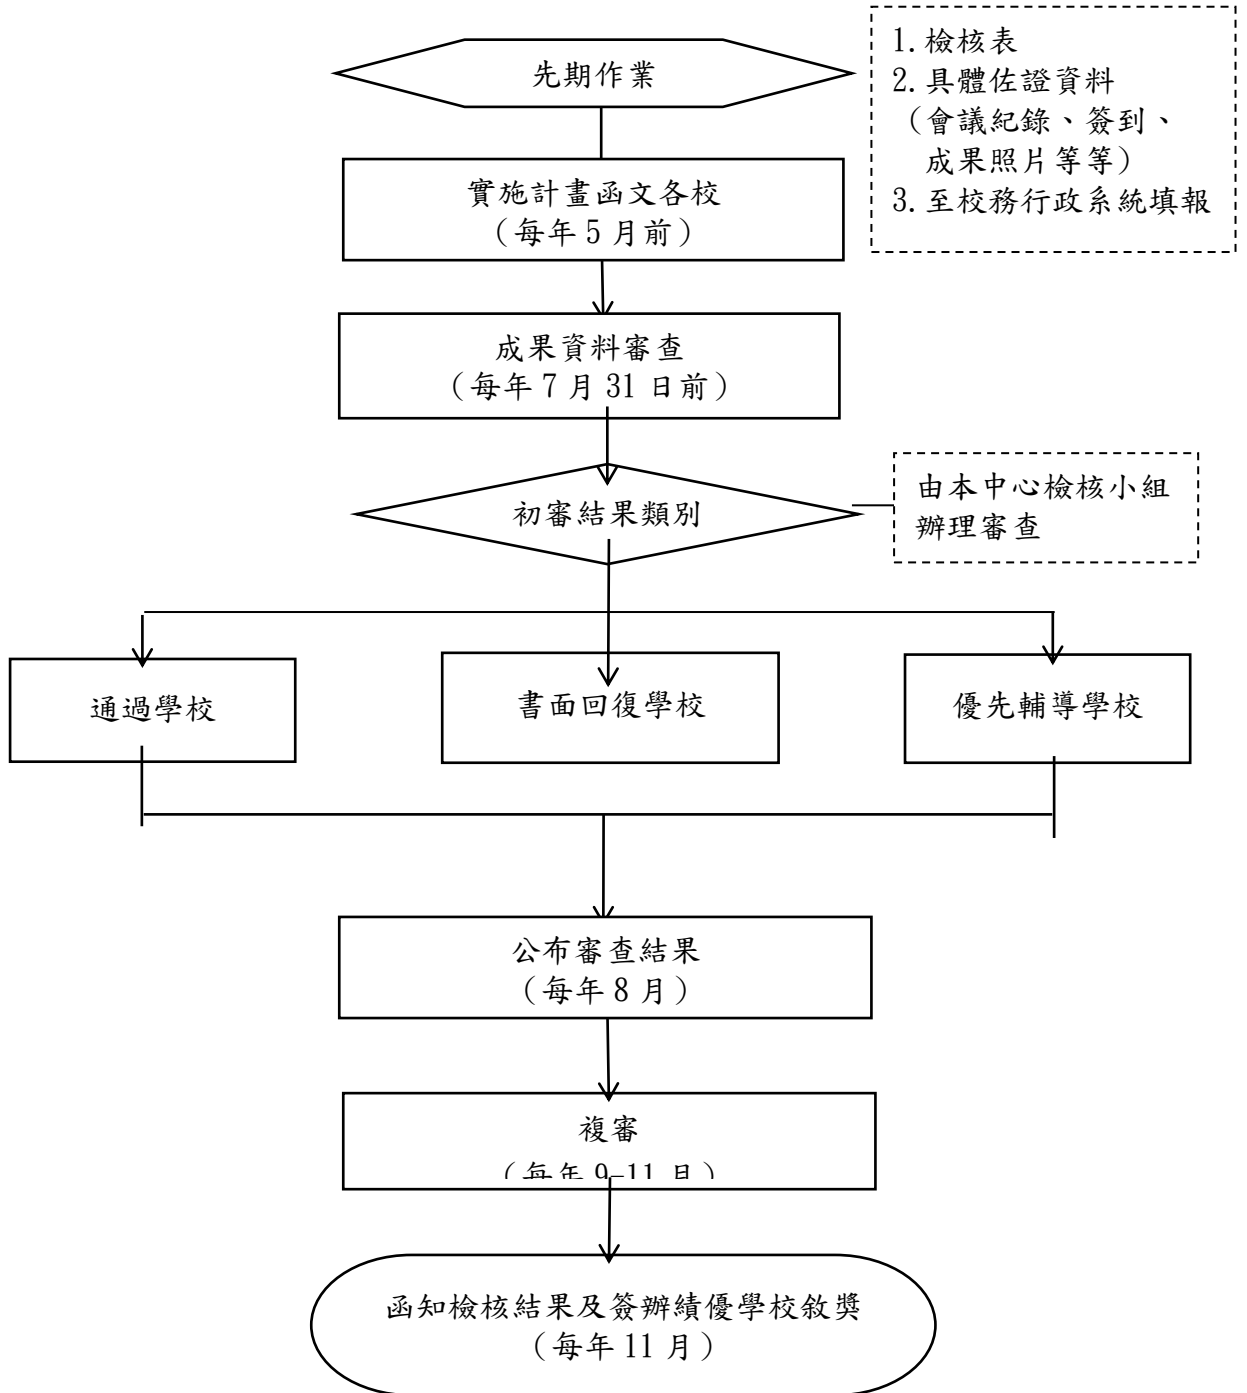 先期作業
1.檢核表
2.具體佐證資料
(會議紀錄、簽到、
成果照片等等)
3.至校務行政系統填報
實施計畫函文各校
(每年5月前)
成果資料審查
(每年7月31日前)
初審結果類別
由本中心檢核小組
辦理審查
通過學校
書面回復學校
優先輔導學校
公布審查結果
(每年8月)
複審
(每年9-11月)
函知檢核結果及簽辦績優學校敘獎
(每年11月)